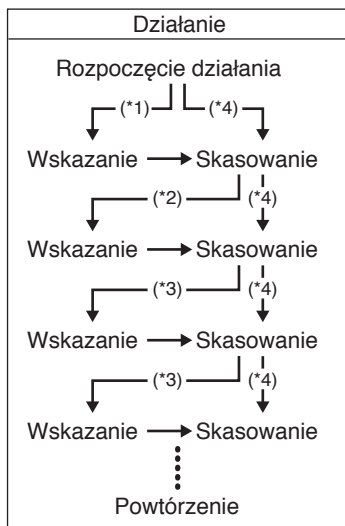 Działanie
Rozpoczęcie działania
(*1) (*4)
Wskazanie Skasowanie
(*2) (*4)
Wskazanie Skasowanie
(*3) (*4)
Wskazanie Skasowanie
(*3) (*4)
Wskazanie Skasowanie
Powtórzenie